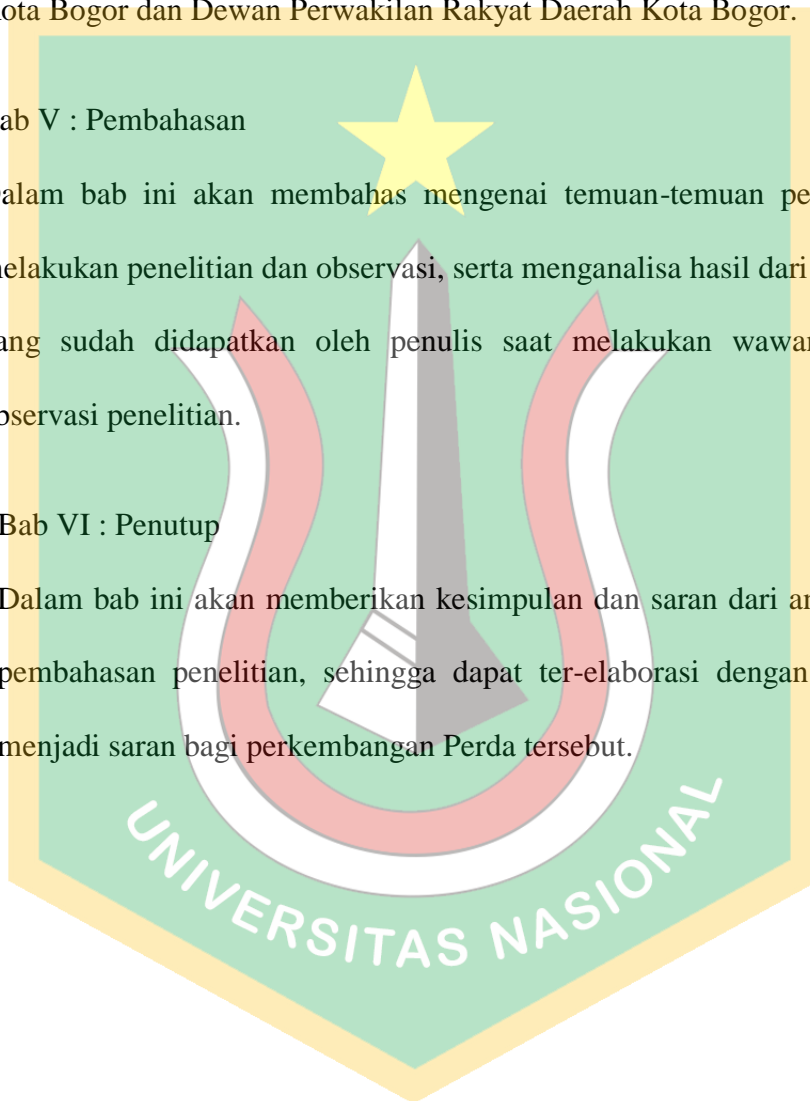 ota Bogor dan Dewan Perwakilan Rakyat Daerah Kota Bogor.
ab V : Pembahasan
alam bab ini akan membahas mengenai temuan-temuan pe
elakukan penelitian dan observasi, serta menganalisa hasil dari
ang sudah didapatkan oleh penulis saat melakukan wawan
bservasi penelitian.
Bab VI : Penutup
Dalam bab ini akan memberikan kesimpulan dan saran dari an
pembahasan penelitian, sehingga dapat ter-elaborasi dengan
menjadi saran bagi perkembangan Perda tersebut.
UNIVERSITAS NASIONAL